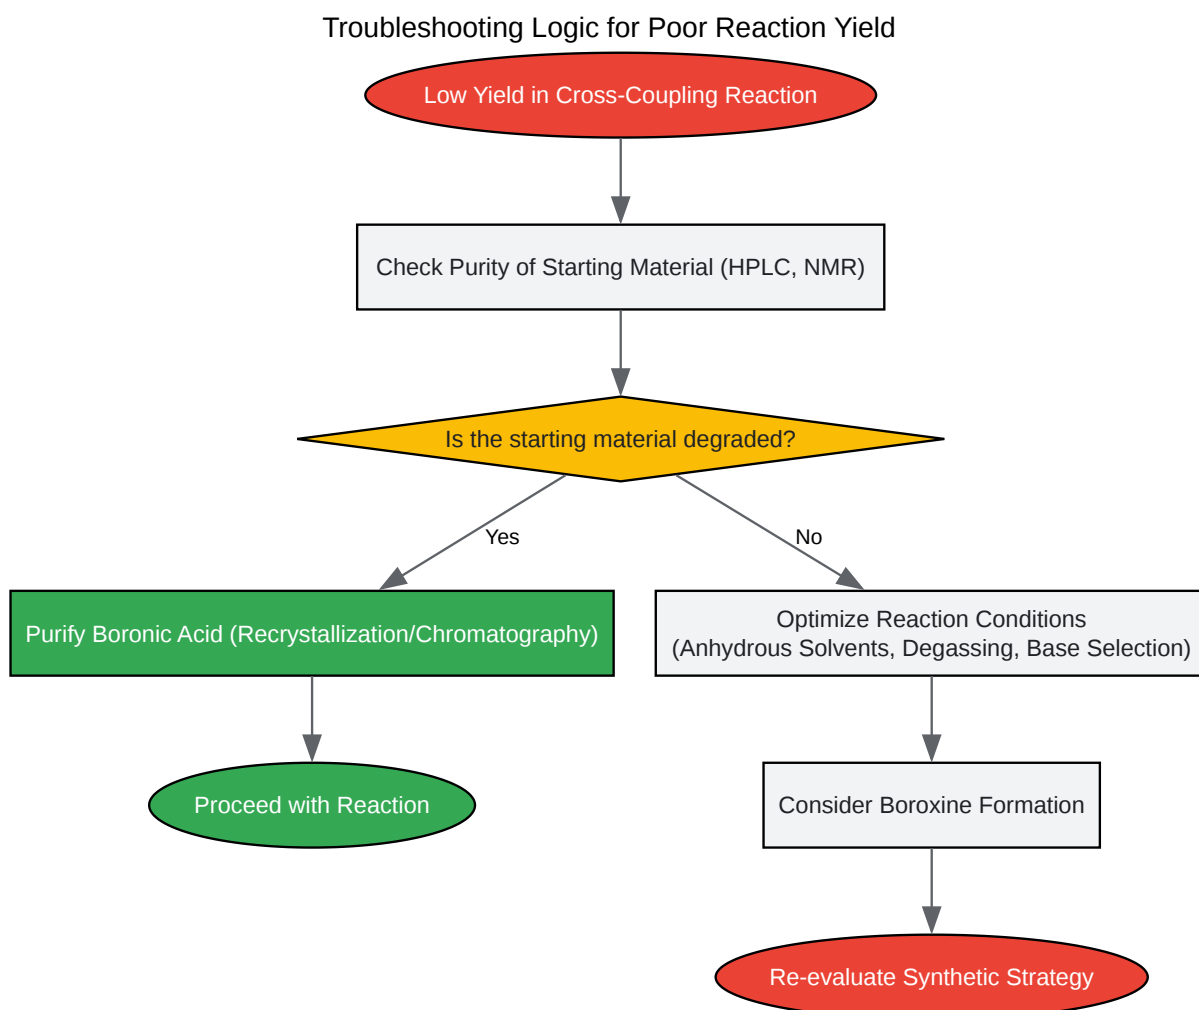 Troubleshooting Logic for Poor Reaction Yield
Low Yield in Cross-Coupling Reaction
Check Purity of Starting Material (HPLC, NMR)
Is the starting material degraded?
Yes
No
Purify Boronic Acid (Recrystallization/Chromatography)
Optimize Reaction Conditions
(Anhydrous Solvents, Degassing, Base Selection)
Proceed with Reaction
Consider Boroxine Formation
Re-evaluate Synthetic Strategy